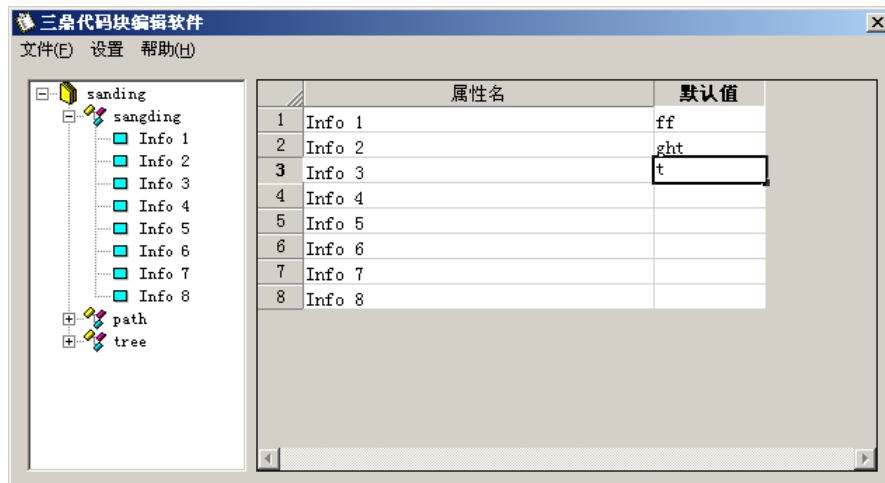 三鼎代码块编辑软件
文件(F) 设置 帮助(H)
sanding
sangding
Info 1
Info 2
Info 3
Info 4
Info 5
Info 6
Info 7
Info 8
path
tree
属性名 默认值
1 Info 1 ff
2 Info 2 ght
3 Info 3 t
4 Info 4
5 Info 5
6 Info 6
7 Info 7
8 Info 8